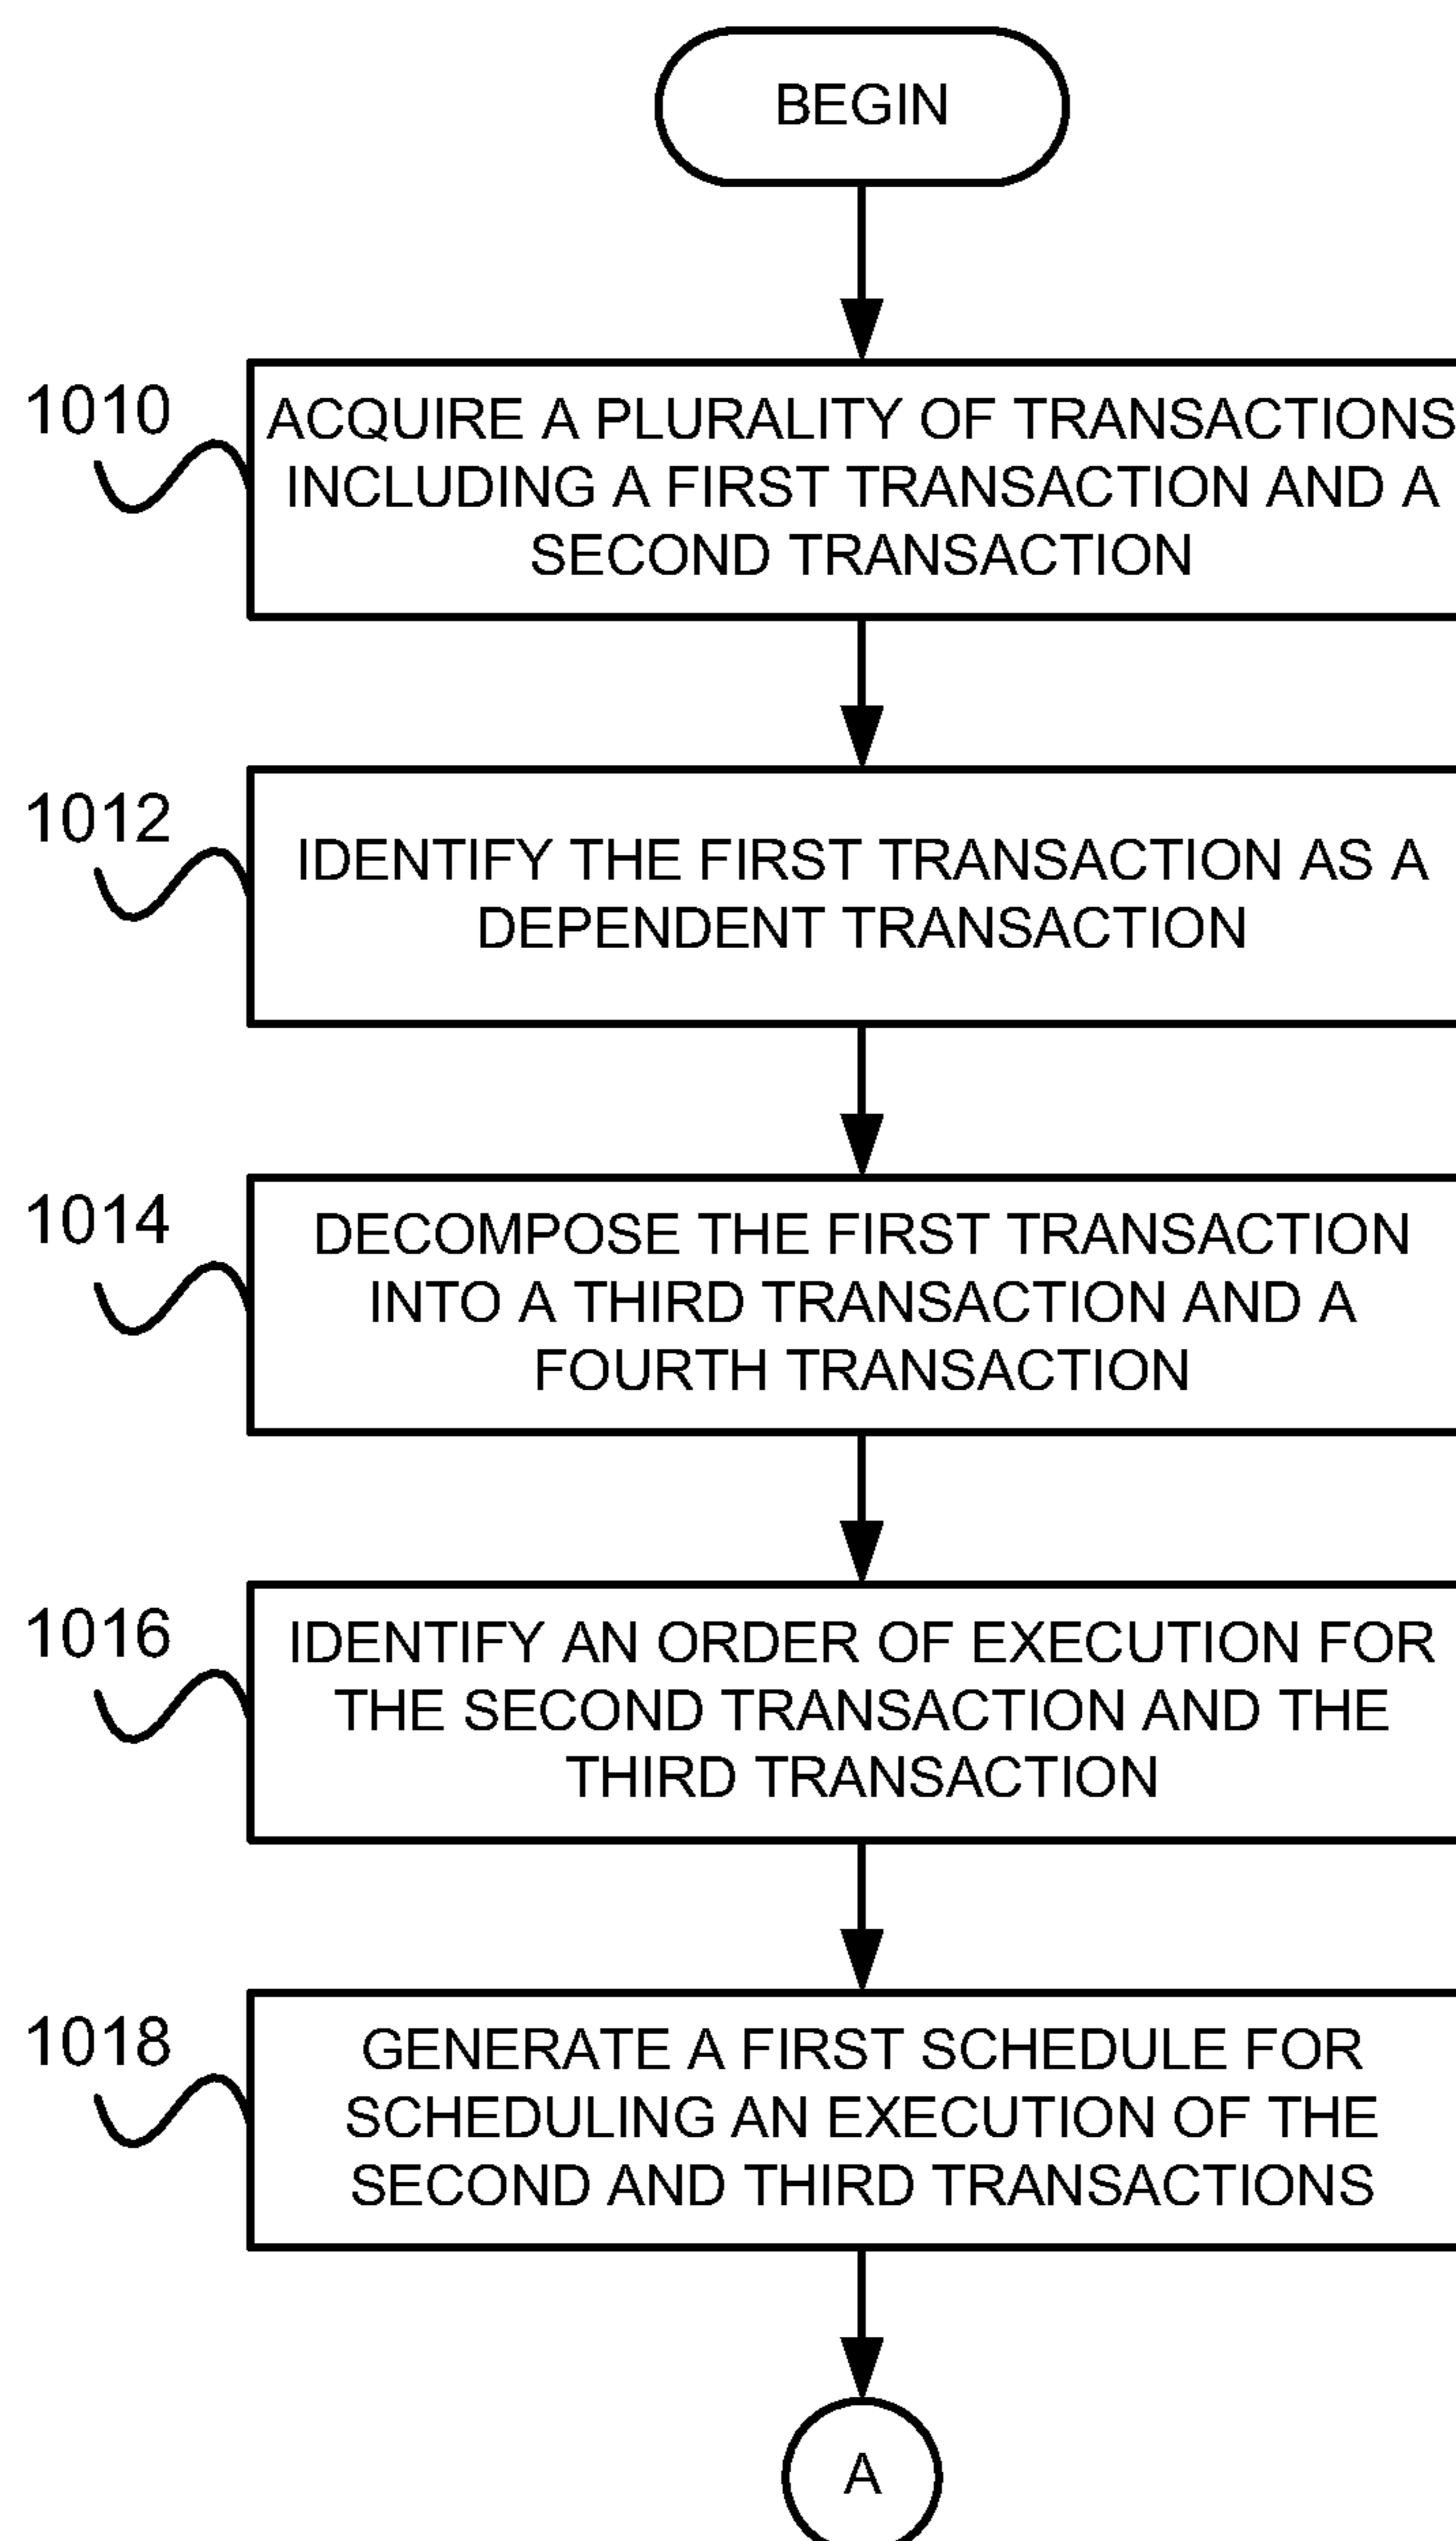 BEGIN
1010
ACQUIRE A PLURALITY OF TRANSACTIONS
INCLUDING A FIRST TRANSACTION AND A
SECOND TRANSACTION
1012
IDENTIFY THE FIRST TRANSACTION AS A
DEPENDENT TRANSACTION
1014
DECOMPOSE THE FIRST TRANSACTION
INTO A THIRD TRANSACTION AND A
FOURTH TRANSACTION
1016
IDENTIFY AN ORDER OF EXECUTION FOR
THE SECOND TRANSACTION AND THE
THIRD TRANSACTION
1018
GENERATE A FIRST SCHEDULE FOR
SCHEDULING AN EXECUTION OF THE
SECOND AND THIRD TRANSACTIONS
A